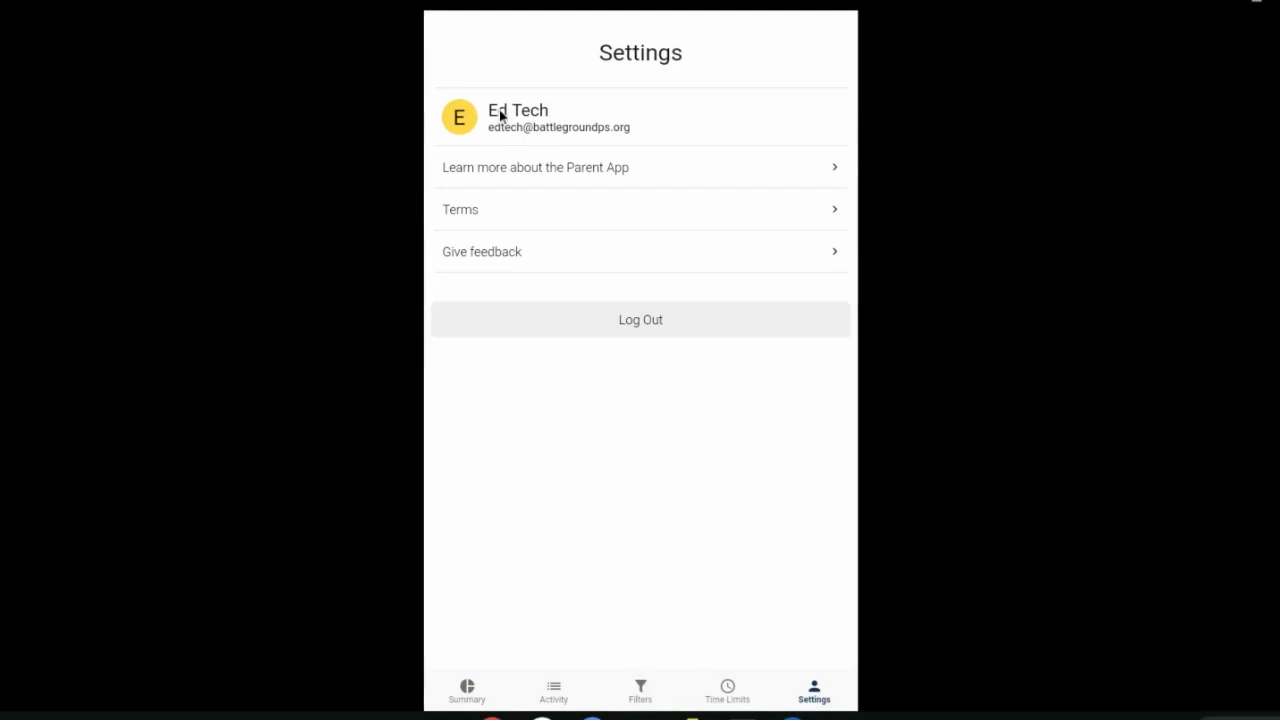 Settings
E
Ed Tech
edtech@battlegroundps.org
Learn more about the Parent App
Terms
Give feedback
Log Out
Summary
Activity
Filters
Time Limits
Settings